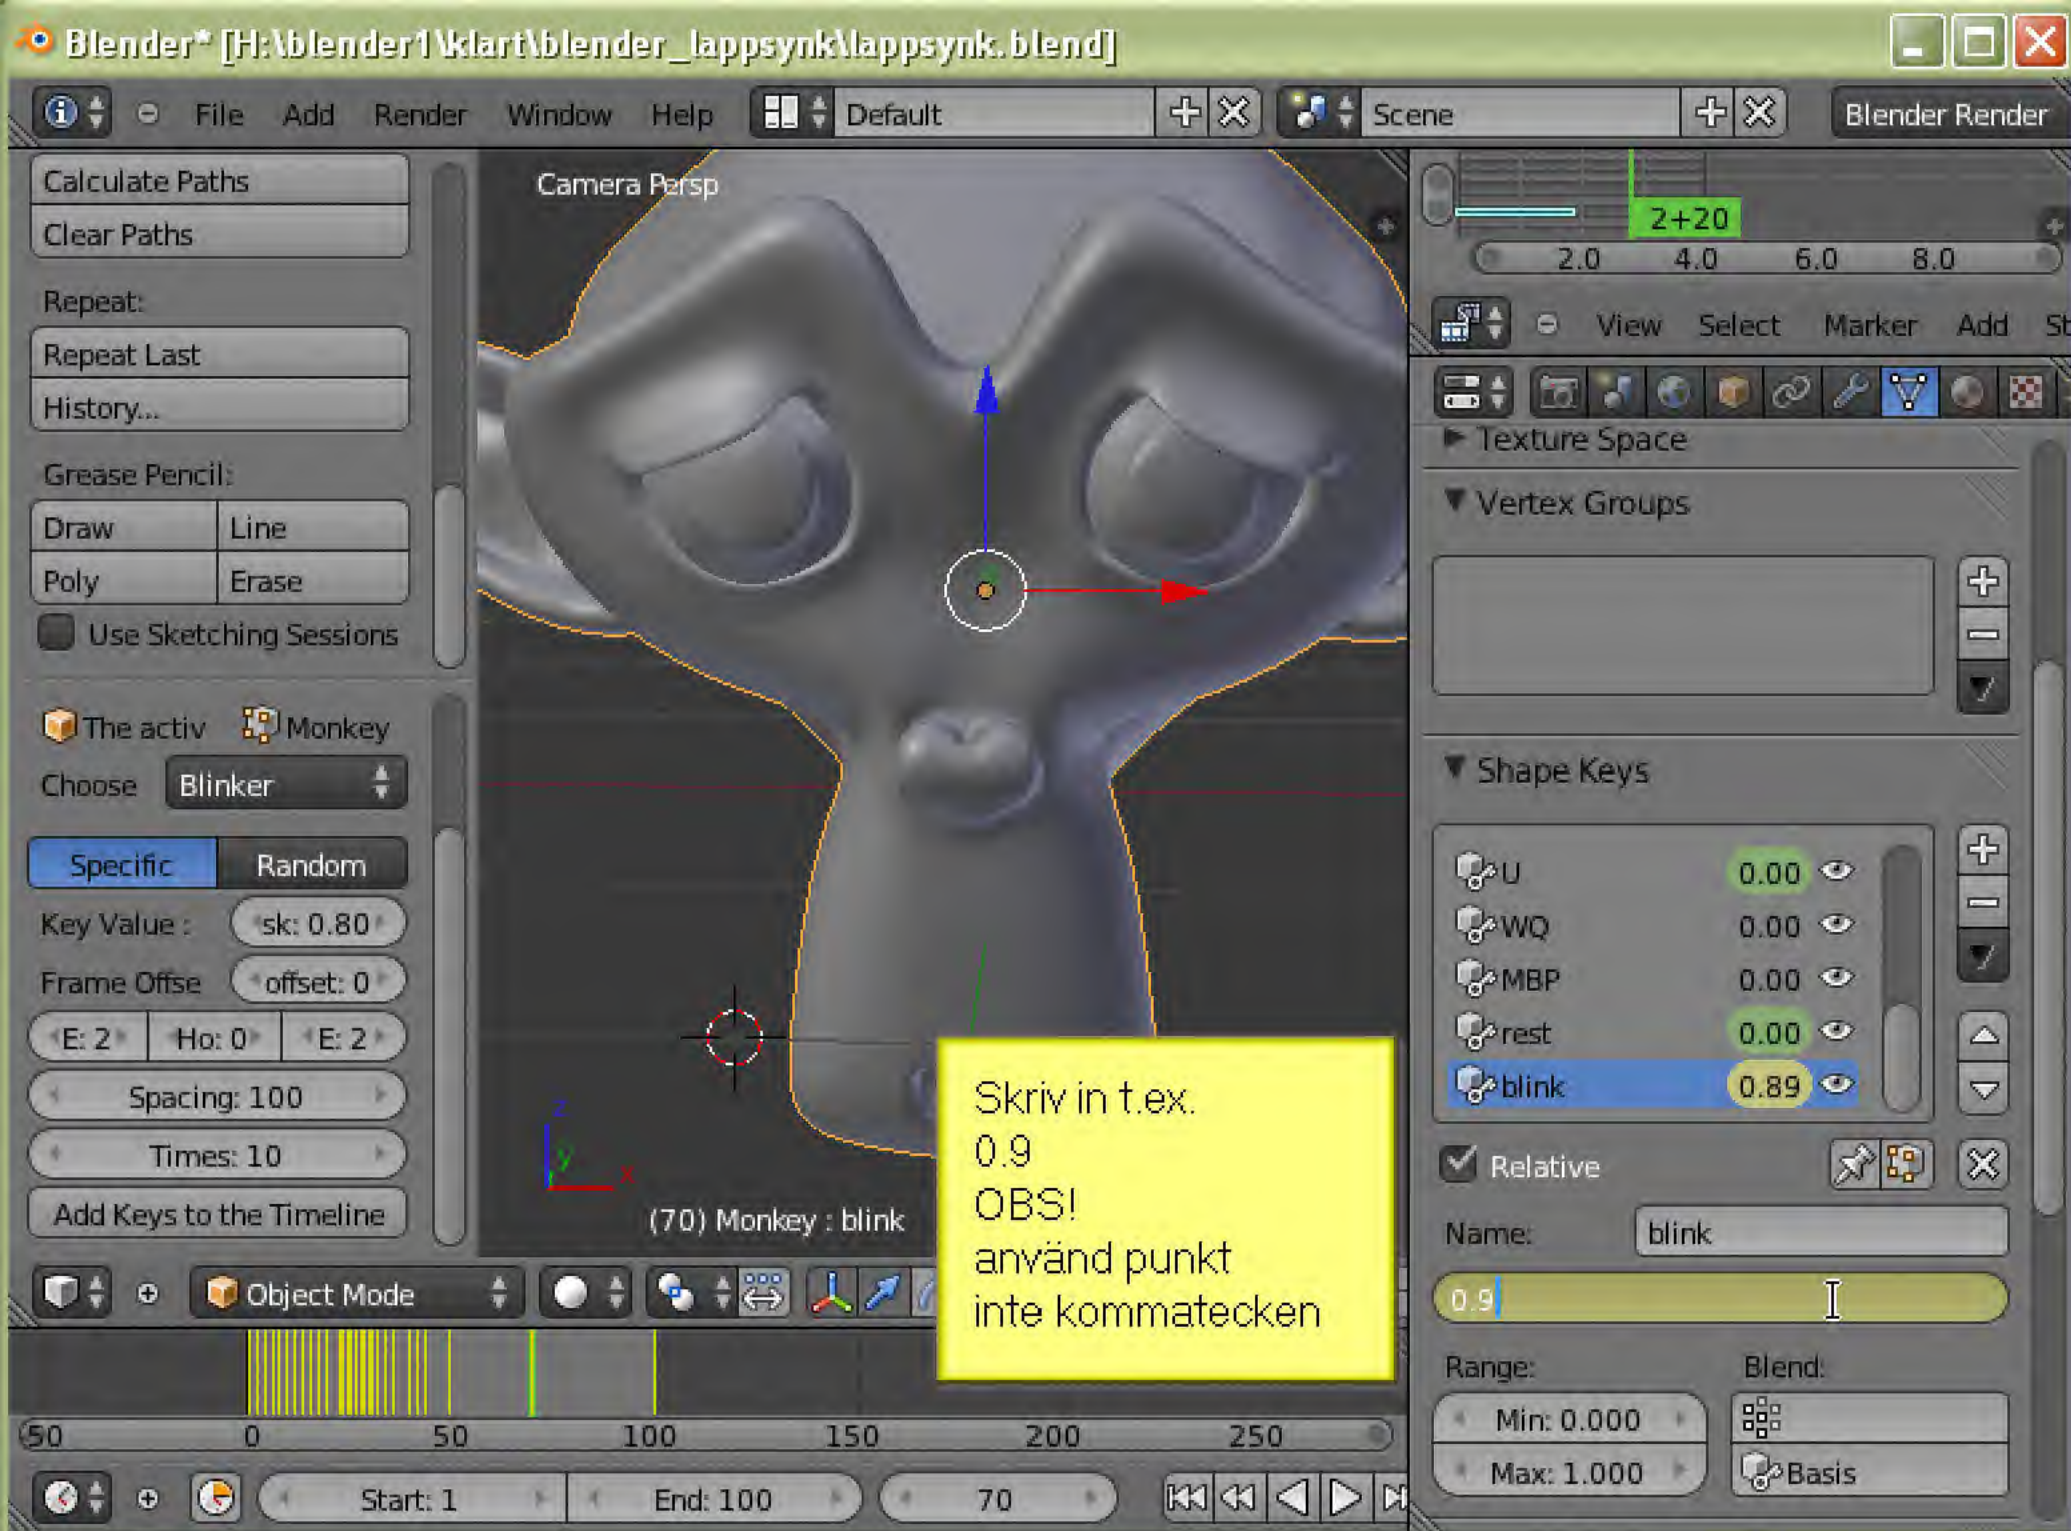 Blender* [H:\blender1\klart\blender_lappsynk\lappsynk.blend]
File Add Render Window Help Default Scene Blender Render
Calculate Paths
Clear Paths
Repeat:
Repeat Last
History...
Grease Pencil:
Draw Line
Poly Erase
Use Sketching Sessions
The activ Monkey
Choose Blinker
Specific Random
Key Value : sk: 0.80
Frame Offse offset: 0
E: 2 Ho: 0 E: 2
Spacing: 100
Times: 10
Add Keys to the Timeline
Camera Persp
z
y
x
(70) Monkey : blink
Skriv in t.ex.
0.9
OBS!
använd punkt
inte kommatecken
Object Mode
2+20
2.0 4.0 6.0 8.0
View Select Marker Add St
Texture Space
Vertex Groups
Shape Keys
U 0.00
WQ 0.00
MBP 0.00
rest 0.00
blink 0.89
Relative
Name: blink
0.9
Range: Blend:
Min: 0.000
Max: 1.000 Basis
-50 0 50 100 150 200 250
Start: 1 End: 100 70